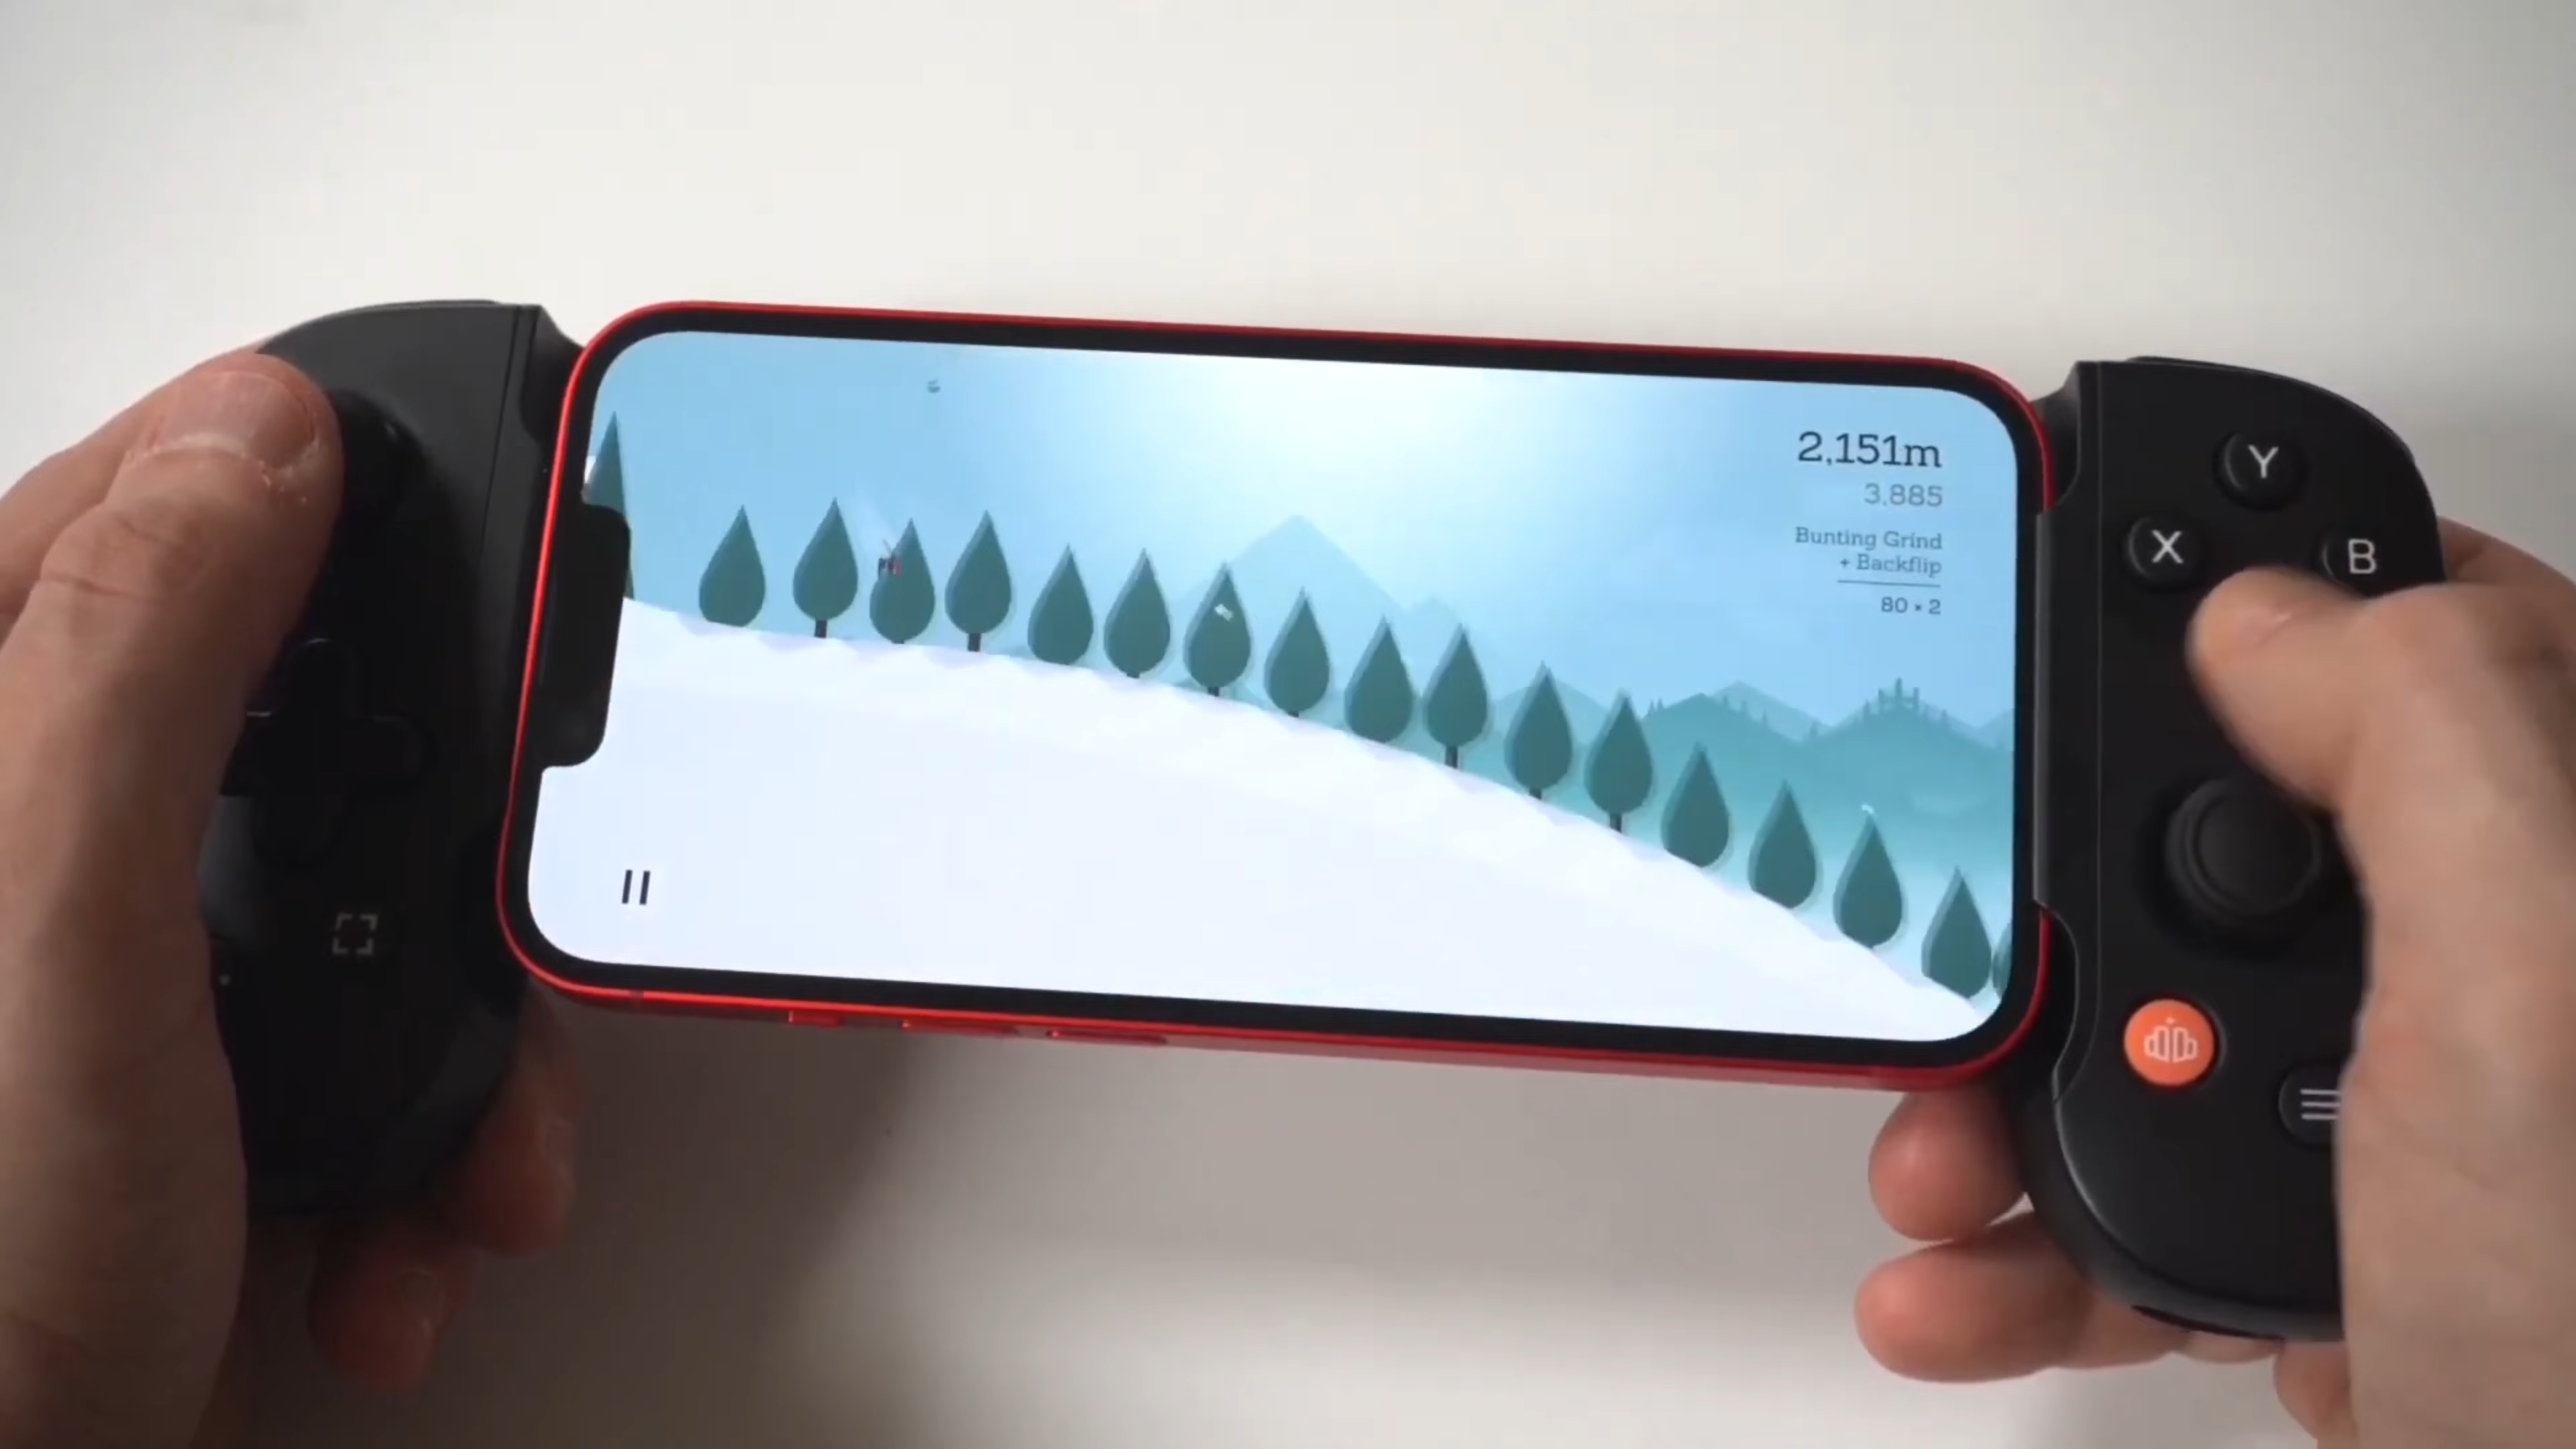 2,151m
3,885
Bunting Grind
+ Backflip
80 × 2
Y
X
B